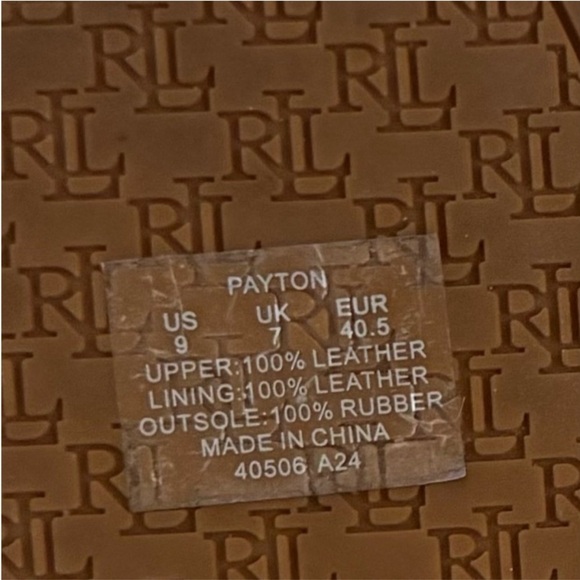 PAYTON
US UK EUR
9 7 40.5
UPPER:100% LEATHER
LINING:100% LEATHER
OUTSOLE:100% RUBBER
MADE IN CHINA
40506 A24